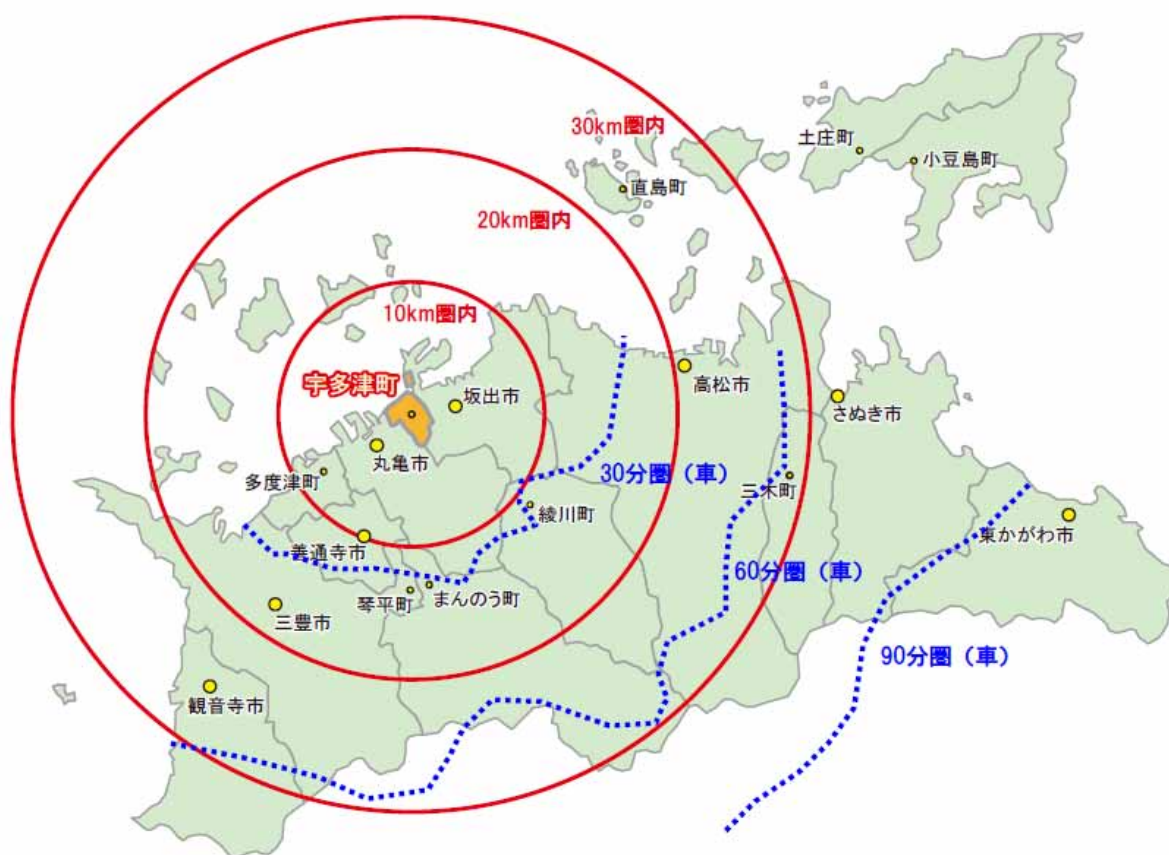 30km圏内
土庄町
小豆島町
直島町
20km圏内
10km圏内
宇多津町
坂出市
高松市
さぬき市
丸亀市
多度津町
30分圏（車）
三木町
綾川町
東かがわ市
善通寺市
60分圏（車）
琴平町
まんのう町
三豊市
90分圏（車）
観音寺市